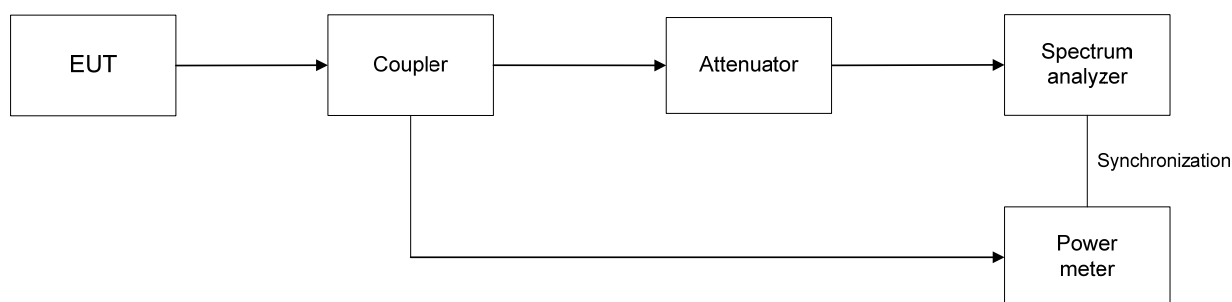 EUT
Coupler
Attenuator
Spectrum
analyzer
Synchronization
Power
meter